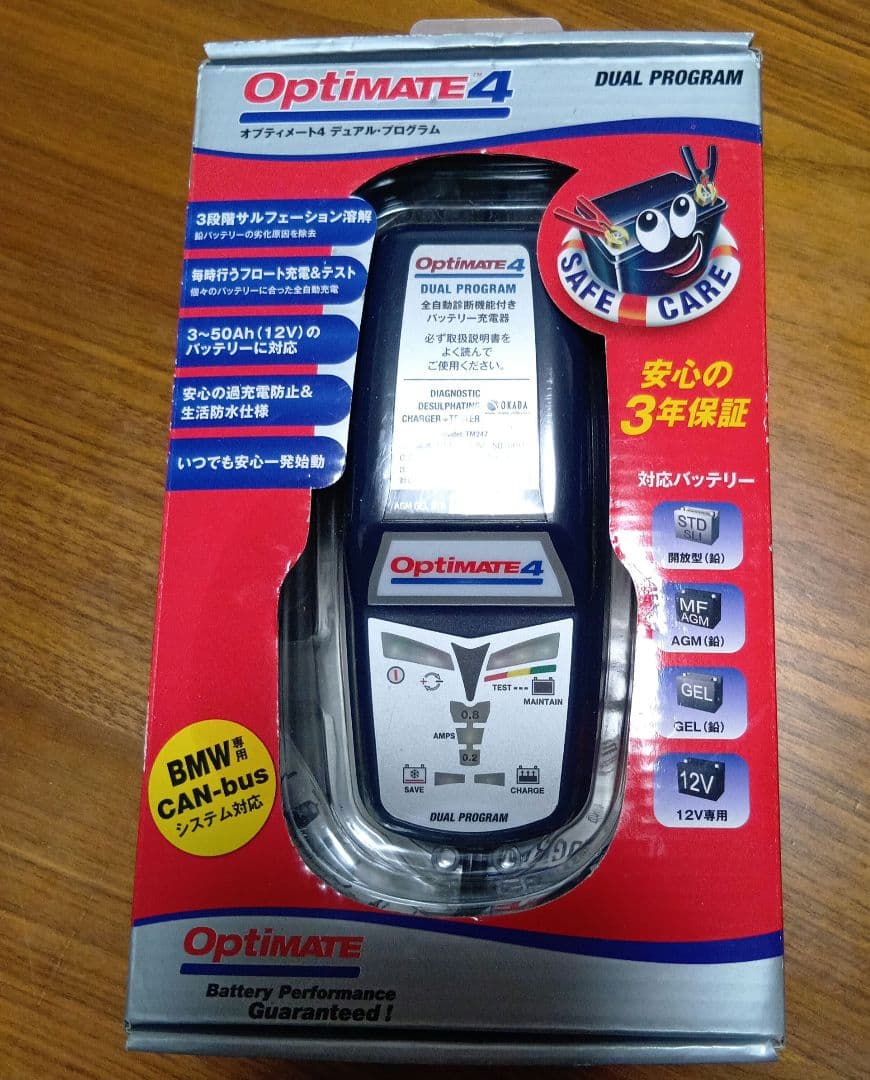 OptiMATE™4
DUAL PROGRAM
オプティメート4 デュアル・プログラム
3段階サルフェーション溶解
鉛バッテリーの劣化原因を除去
毎時行うフロート充電&テスト
個々のバッテリーに合った全自動充電
3~50Ah(12V)の
バッテリーに対応
安心の過充電防止&
生活防水仕様
いつでも安心一発始動
SAFE CARE
安心の
3年保証
対応バッテリー
STD
SLI
開放型(鉛)
MF
AGM
AGM(鉛)
GEL
GEL(鉛)
12V
12V専用
OptiMATE4
DUAL PROGRAM
全自動診断機能付き
バッテリー充電器
必ず取扱説明書を
よく読んで
ご使用ください。
DIAGNOSTIC
DESULPHATING
CHARGER + TESTER
OKADA
Model: TM247
AGM GEL STD
OptiMATE4
TEST
MAINTAIN
0.8
AMPS
0.2
SAVE
CHARGE
DUAL PROGRAM
BMW専用
CAN-bus
システム対応
OptiMATE
Battery Performance
Guaranteed!